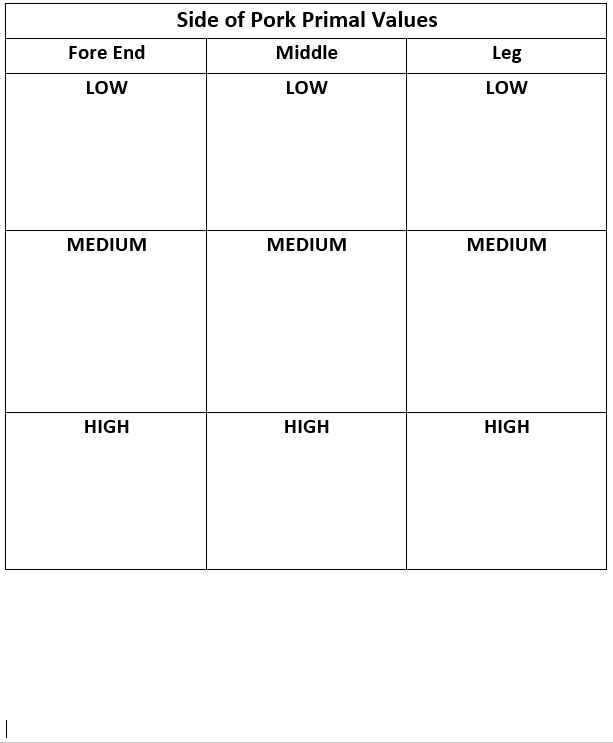 Side of Pork Primal Values
Fore End Middle Leg
LOW LOW LOW
MEDIUM MEDIUM MEDIUM
HIGH HIGH HIGH